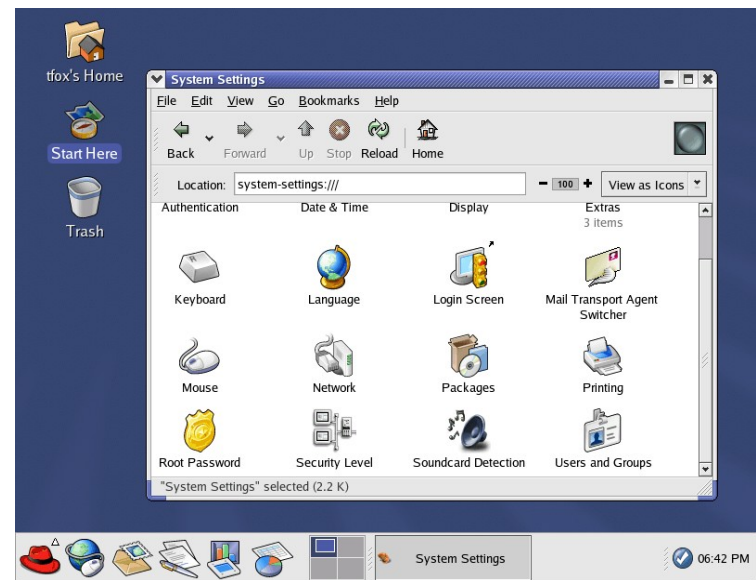 tfox's Home
Start Here
Trash
System Settings
File Edit View Go Bookmarks Help
Back Forward Up Stop Reload Home
Location: system-settings:/// 100 View as Icons
Authentication Date & Time Display Extras
3 items
Keyboard Language Login Screen Mail Transport Agent
Switcher
Mouse Network Packages Printing
Root Password Security Level Soundcard Detection Users and Groups
"System Settings" selected (2.2 K)
System Settings 06:42 PM